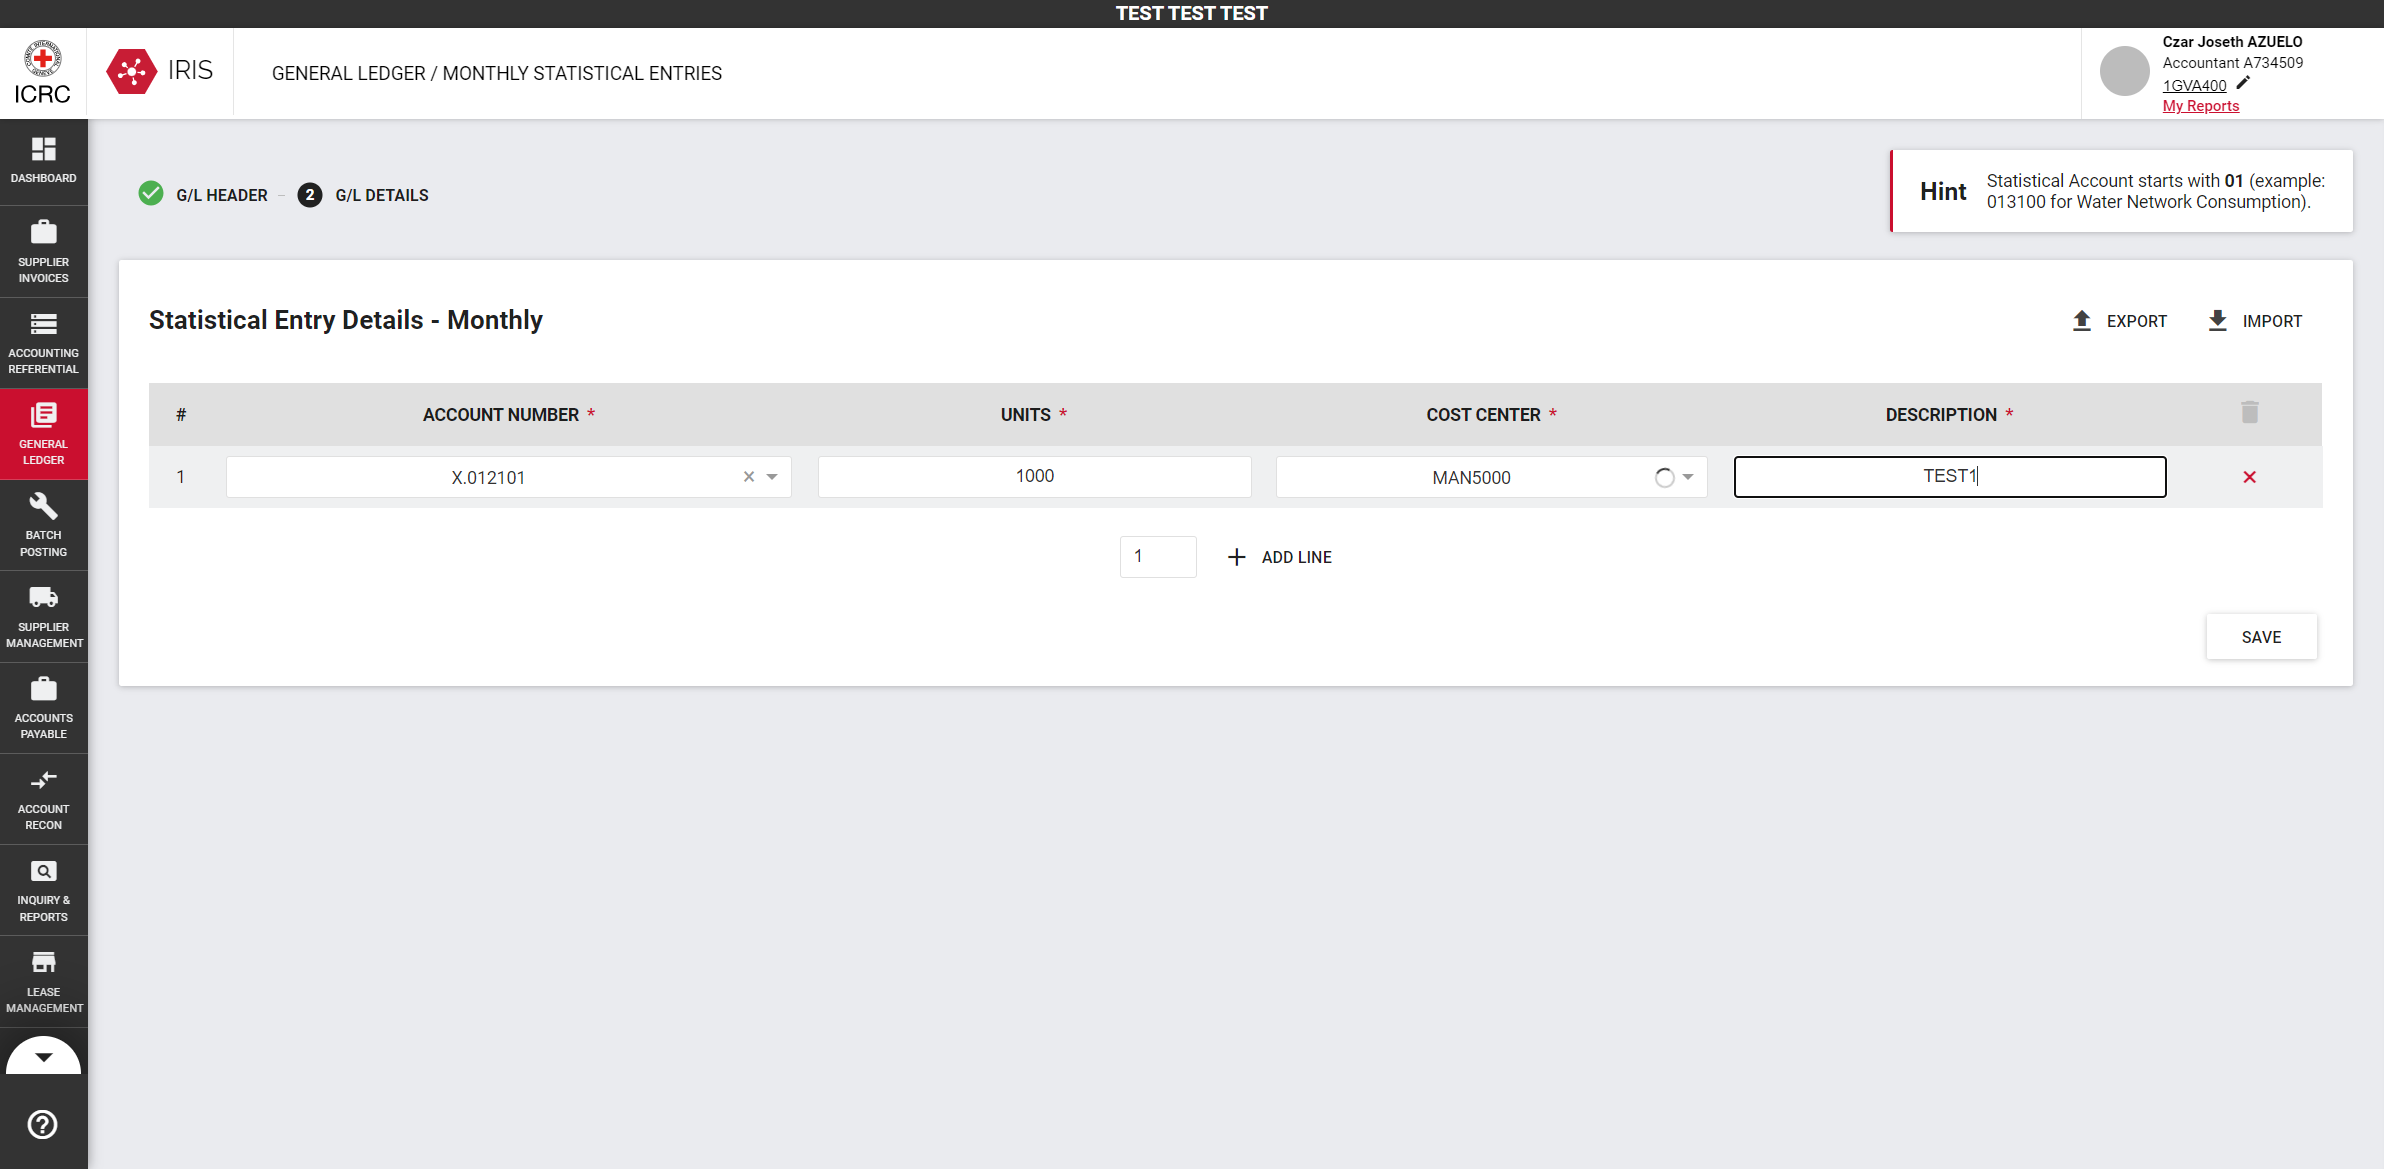 TEST TEST TEST
ICRC
IRIS
GENERAL LEDGER / MONTHLY STATISTICAL ENTRIES
Czar Joseth AZUELO
Accountant A734509
1GVA400
My Reports
DASHBOARD
SUPPLIER
INVOICES
ACCOUNTING
REFERENTIAL
GENERAL
LEDGER
BATCH
POSTING
SUPPLIER
MANAGEMENT
ACCOUNTS
PAYABLE
ACCOUNT
RECON
INQUIRY &
REPORTS
LEASE
MANAGEMENT
G/L HEADER – 2 G/L DETAILS
Hint
Statistical Account starts with 01 (example:
013100 for Water Network Consumption).
Statistical Entry Details - Monthly
EXPORT IMPORT
# ACCOUNT NUMBER * UNITS * COST CENTER * DESCRIPTION *
1 X.012101 1000 MAN5000 TEST1
1 ADD LINE
SAVE